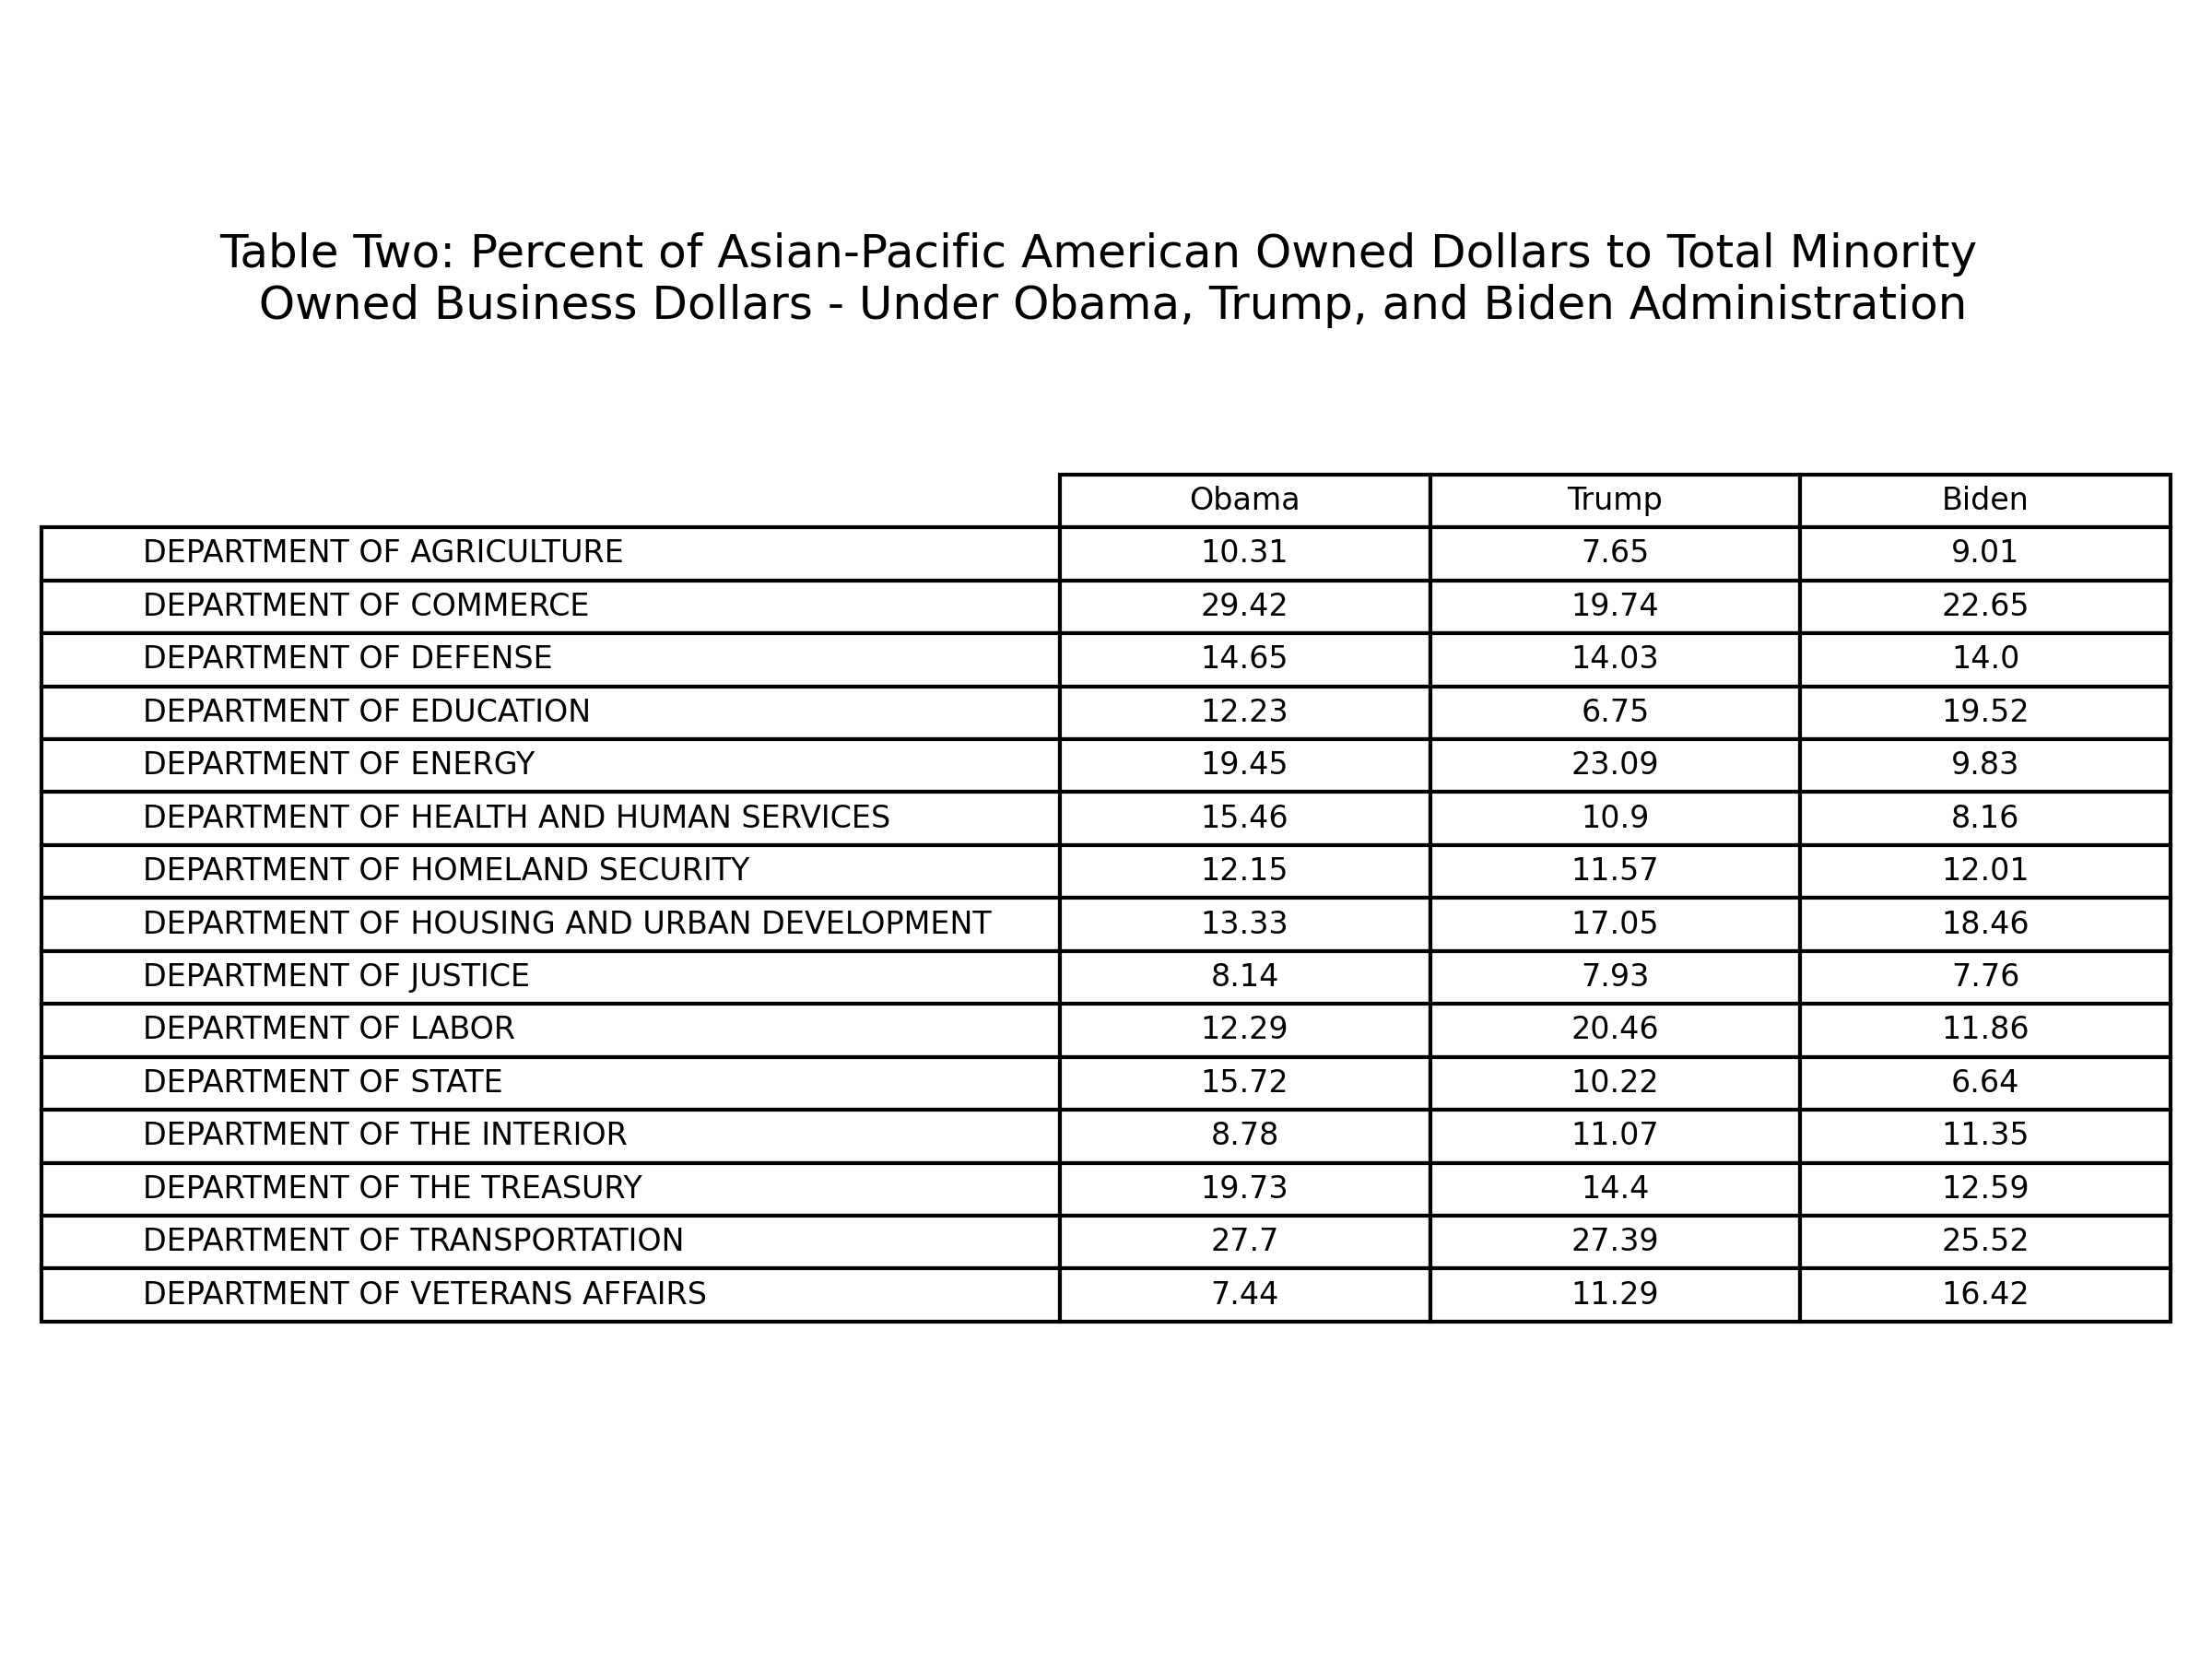 Table Two: Percent of Asian-Pacific American Owned Dollars to Total Minority
Owned Business Dollars - Under Obama, Trump, and Biden Administration
Obama Trump Biden
DEPARTMENT OF AGRICULTURE 10.31 7.65 9.01
DEPARTMENT OF COMMERCE 29.42 19.74 22.65
DEPARTMENT OF DEFENSE 14.65 14.03 14.0
DEPARTMENT OF EDUCATION 12.23 6.75 19.52
DEPARTMENT OF ENERGY 19.45 23.09 9.83
DEPARTMENT OF HEALTH AND HUMAN SERVICES 15.46 10.9 8.16
DEPARTMENT OF HOMELAND SECURITY 12.15 11.57 12.01
DEPARTMENT OF HOUSING AND URBAN DEVELOPMENT 13.33 17.05 18.46
DEPARTMENT OF JUSTICE 8.14 7.93 7.76
DEPARTMENT OF LABOR 12.29 20.46 11.86
DEPARTMENT OF STATE 15.72 10.22 6.64
DEPARTMENT OF THE INTERIOR 8.78 11.07 11.35
DEPARTMENT OF THE TREASURY 19.73 14.4 12.59
DEPARTMENT OF TRANSPORTATION 27.7 27.39 25.52
DEPARTMENT OF VETERANS AFFAIRS 7.44 11.29 16.42